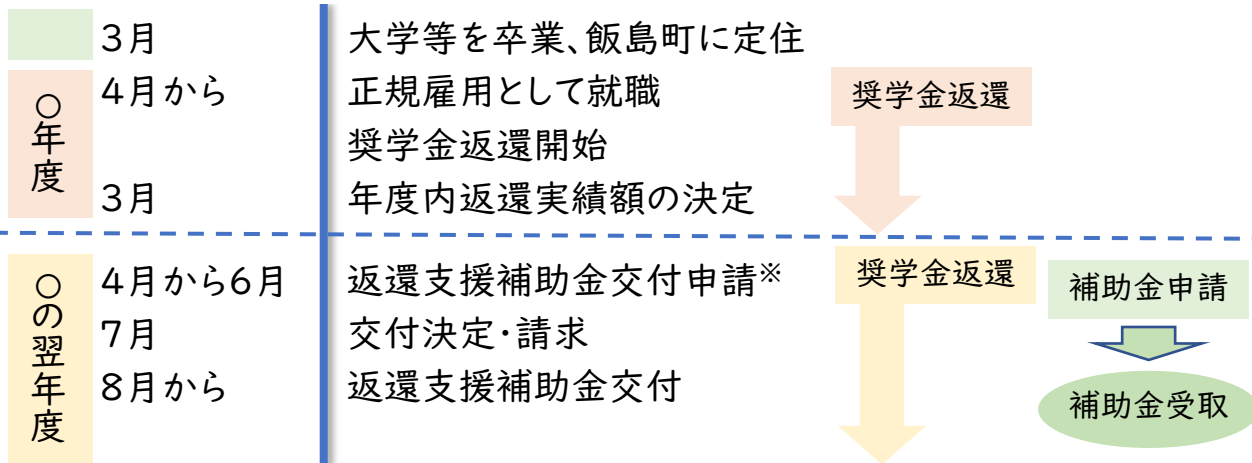 3月 大学等を卒業、飯島町に定住
○年度
4月から 正規雇用として就職
奨学金返還開始
3月 年度内返還実績額の決定
奨学金返還
○の翌年度
4月から6月 返還支援補助金交付申請※
7月 交付決定・請求
8月から 返還支援補助金交付
奨学金返還
補助金申請
補助金受取